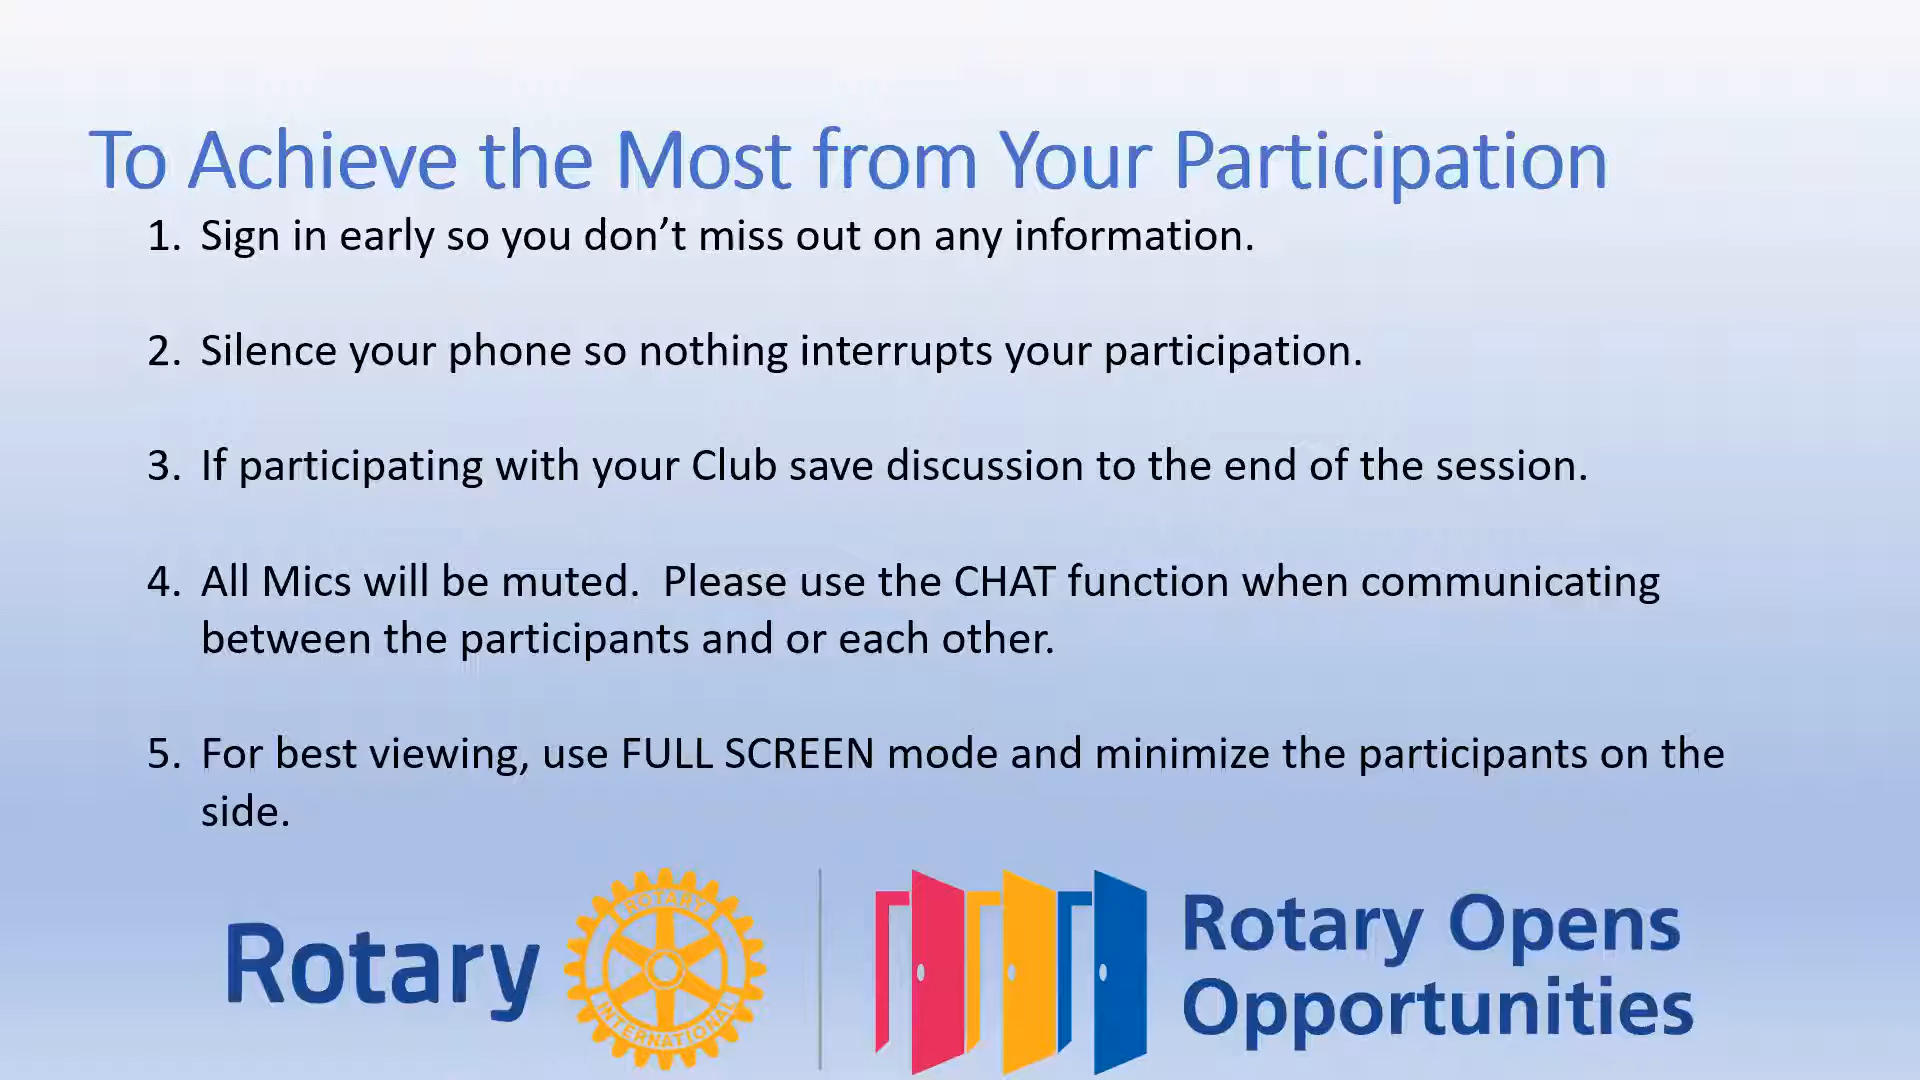 To Achieve the Most from Your Participation
1. Sign in early so you don’t miss out on any information.
2. Silence your phone so nothing interrupts your participation.
3. If participating with your Club save discussion to the end of the session.
4. All Mics will be muted.  Please use the CHAT function when communicating
between the participants and or each other.
5. For best viewing, use FULL SCREEN mode and minimize the participants on the
side.
Rotary
ROTARY
INTERNATIONAL
Rotary Opens
Opportunities